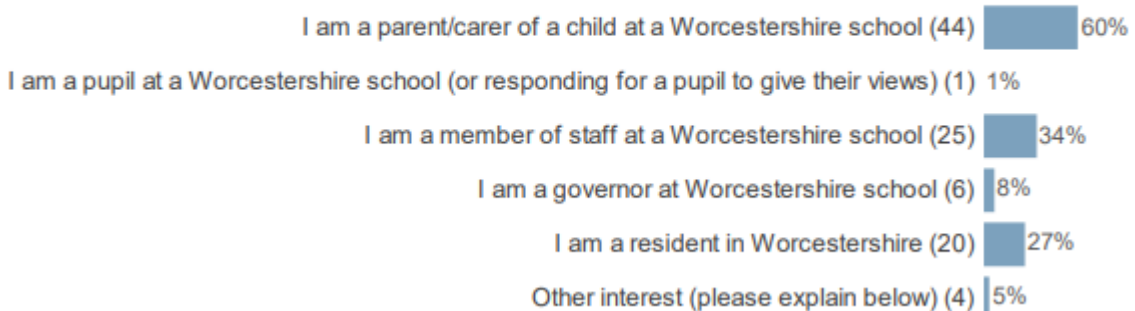 I am a parent/carer of a child at a Worcestershire school (44) 60%
I am a pupil at a Worcestershire school (or responding for a pupil to give their views) (1) 1%
I am a member of staff at a Worcestershire school (25) 34%
I am a governor at Worcestershire school (6) 8%
I am a resident in Worcestershire (20) 27%
Other interest (please explain below) (4) 5%